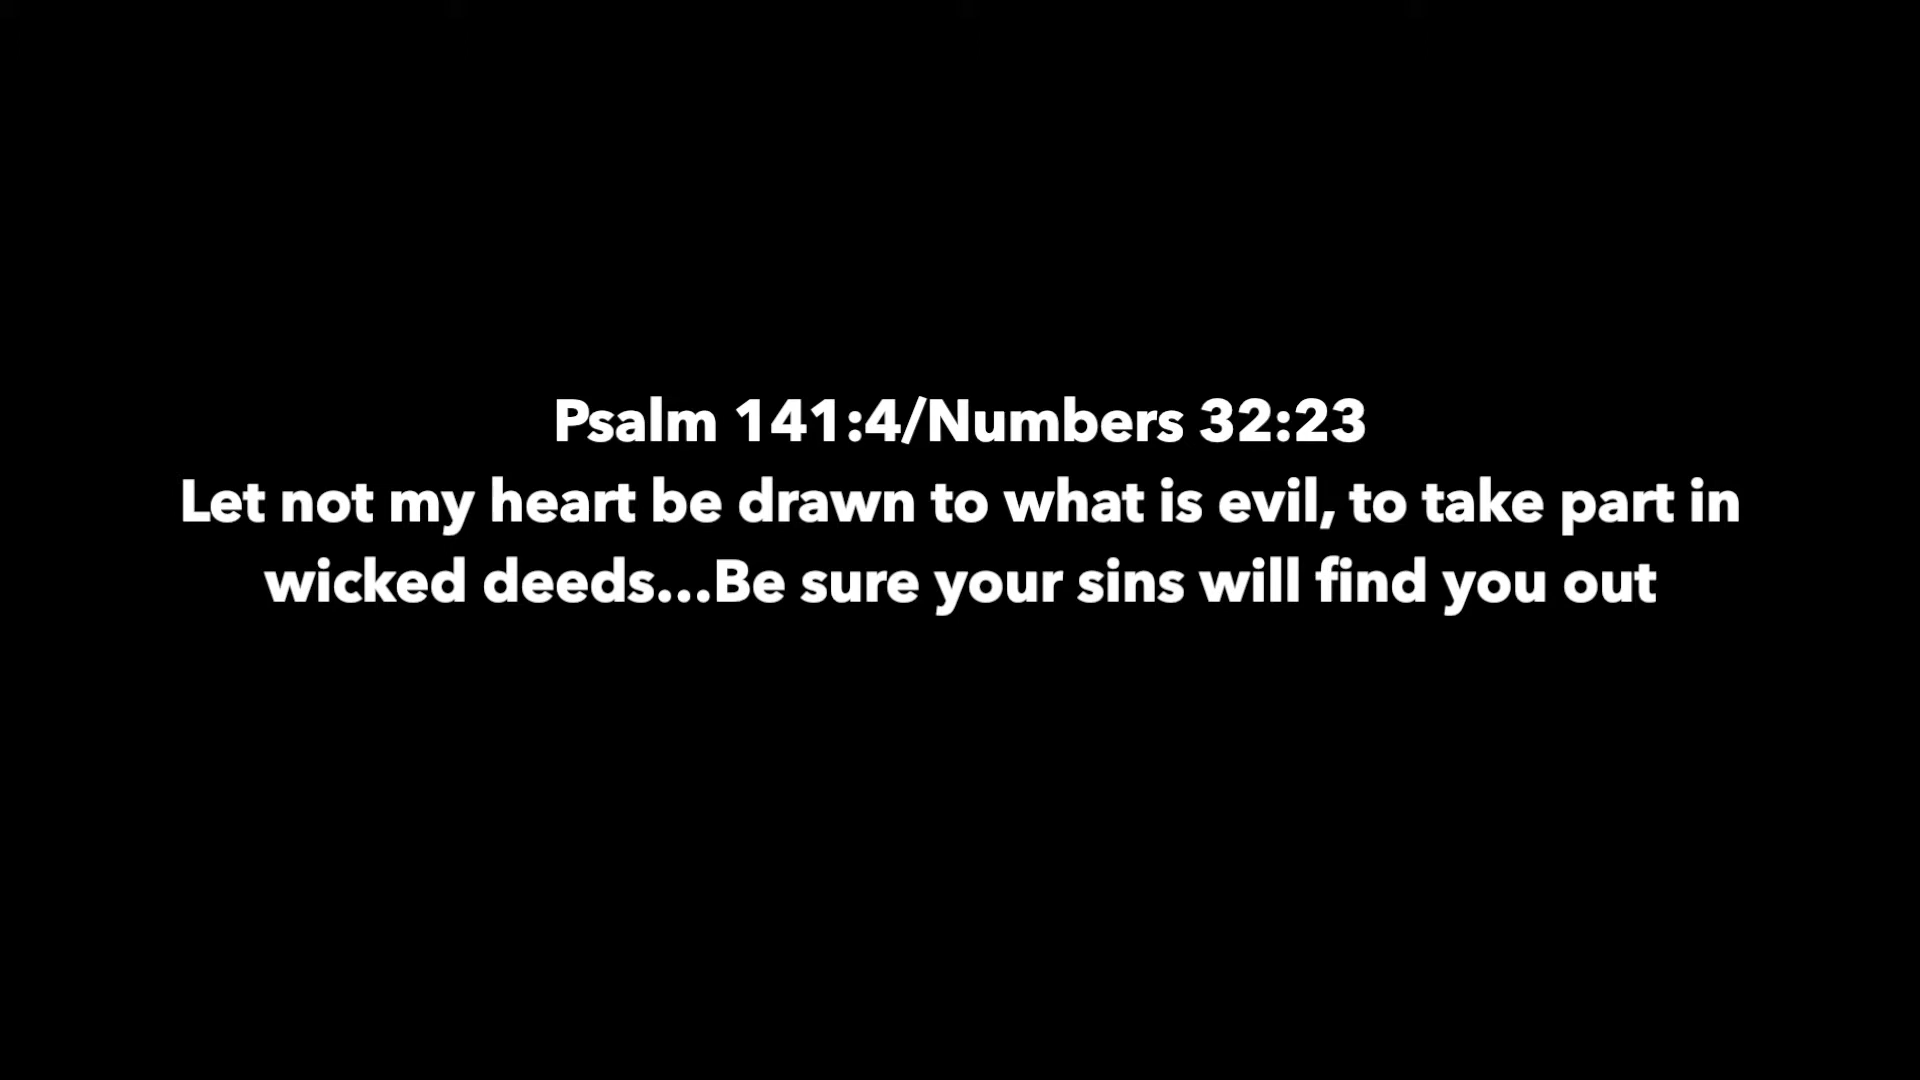 Psalm 141:4/Numbers 32:23
Let not my heart be drawn to what is evil, to take part in
wicked deeds...Be sure your sins will find you out